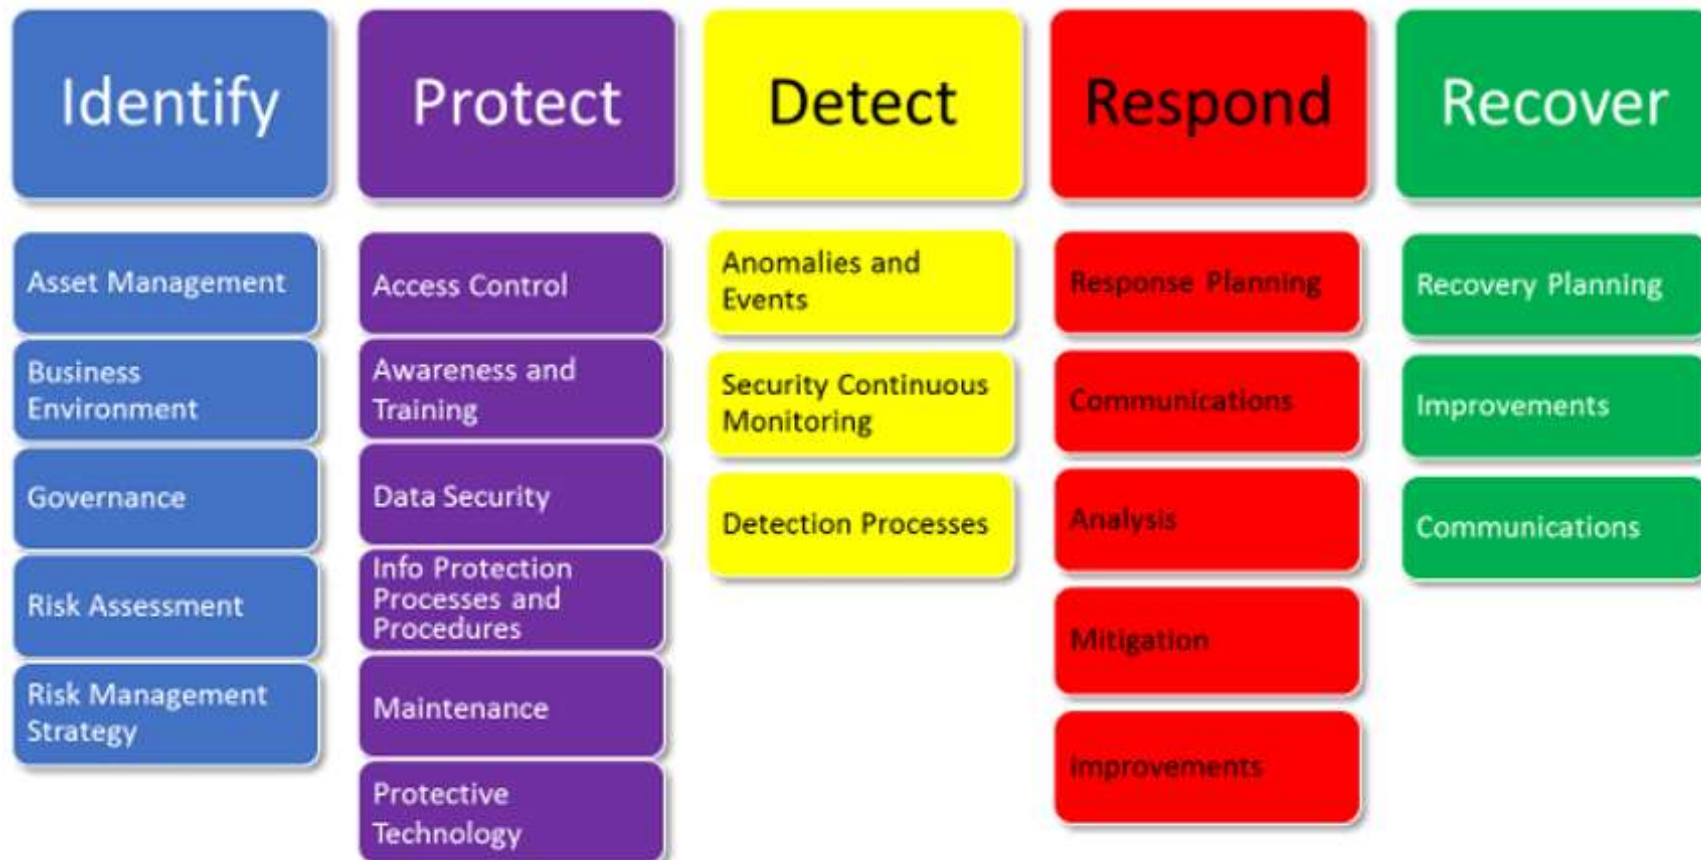 Identify
Protect
Detect
Respond
Recover
Asset Management
Business
Environment
Governance
Risk Assessment
Risk Management
Strategy
Access Control
Awareness and
Training
Data Security
Info Protection
Processes and
Procedures
Maintenance
Protective
Technology
Anomalies and
Events
Security Continuous
Monitoring
Detection Processes
Response Planning
Communications
Analysis
Mitigation
Improvements
Recovery Planning
Improvements
Communications